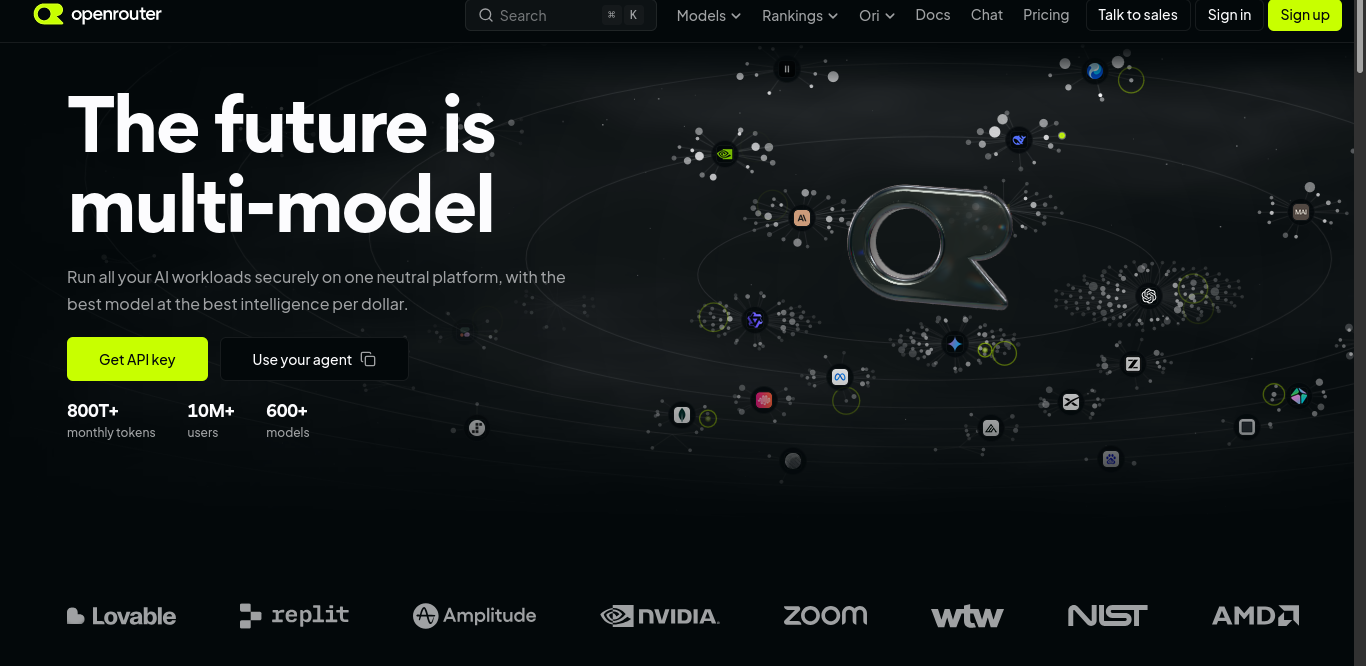 openrouter
Search
⌘ K
Models
Rankings
Ori
Docs
Chat
Pricing
Talk to sales
Sign in
Sign up
The future is
multi-model
Run all your AI workloads securely on one neutral platform, with the
best model at the best intelligence per dollar.
Get API key
Use your agent
800T+
monthly tokens
10M+
users
600+
models
MAI
Lovable
replit
Amplitude
NVIDIA.
ZOOM
wtw
NIST
AMD